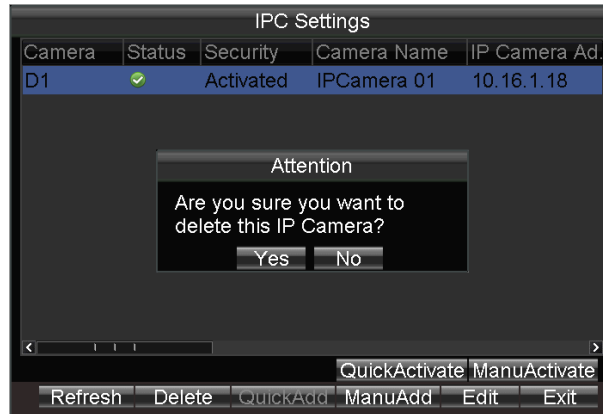 IPC Settings
Camera Status Security Camera Name IP Camera Ad.
D1 Activated IPCamera 01 10.16.1.18
Attention
Are you sure you want to
delete this IP Camera?
Yes No
QuickActivate ManuActivate
Refresh Delete QuickAdd ManuAdd Edit Exit